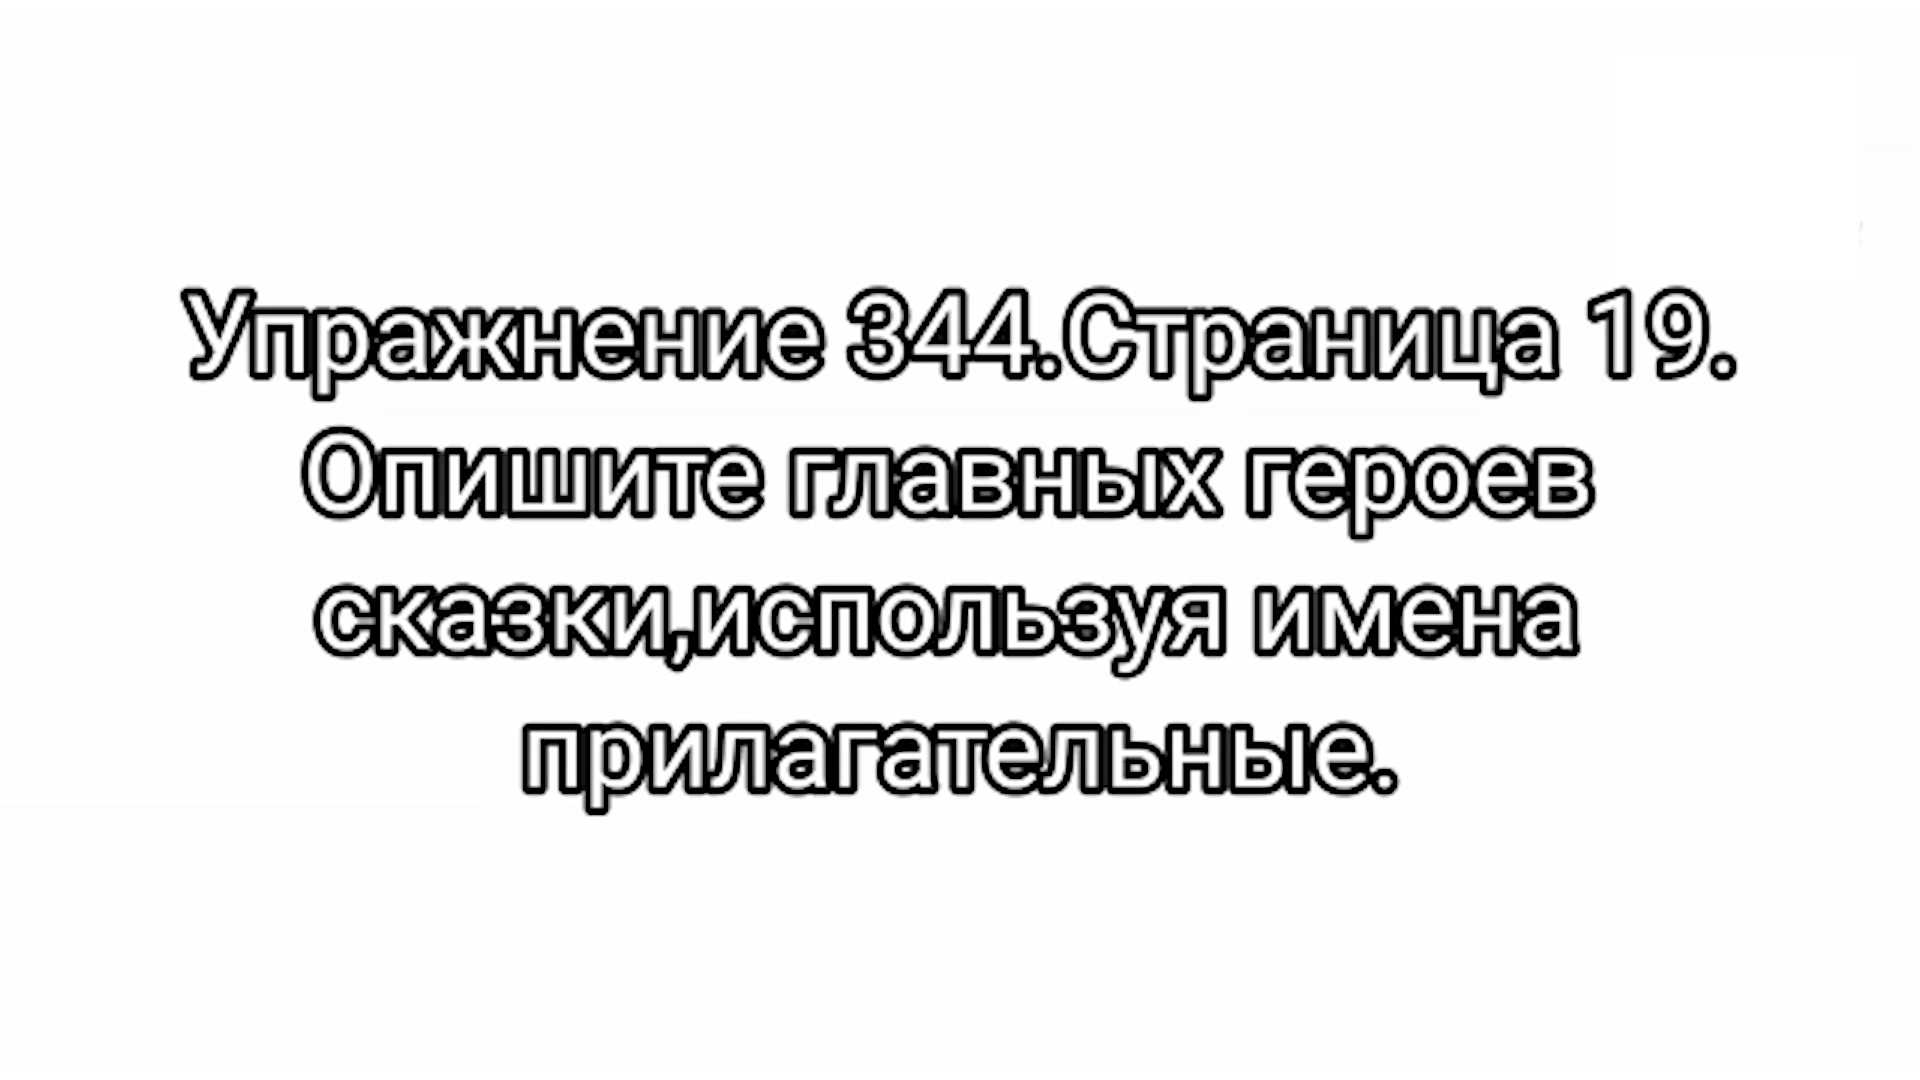 Упражнение 344.Страница 19.
Опишите главных героев
сказки,используя имена
прилагательные.